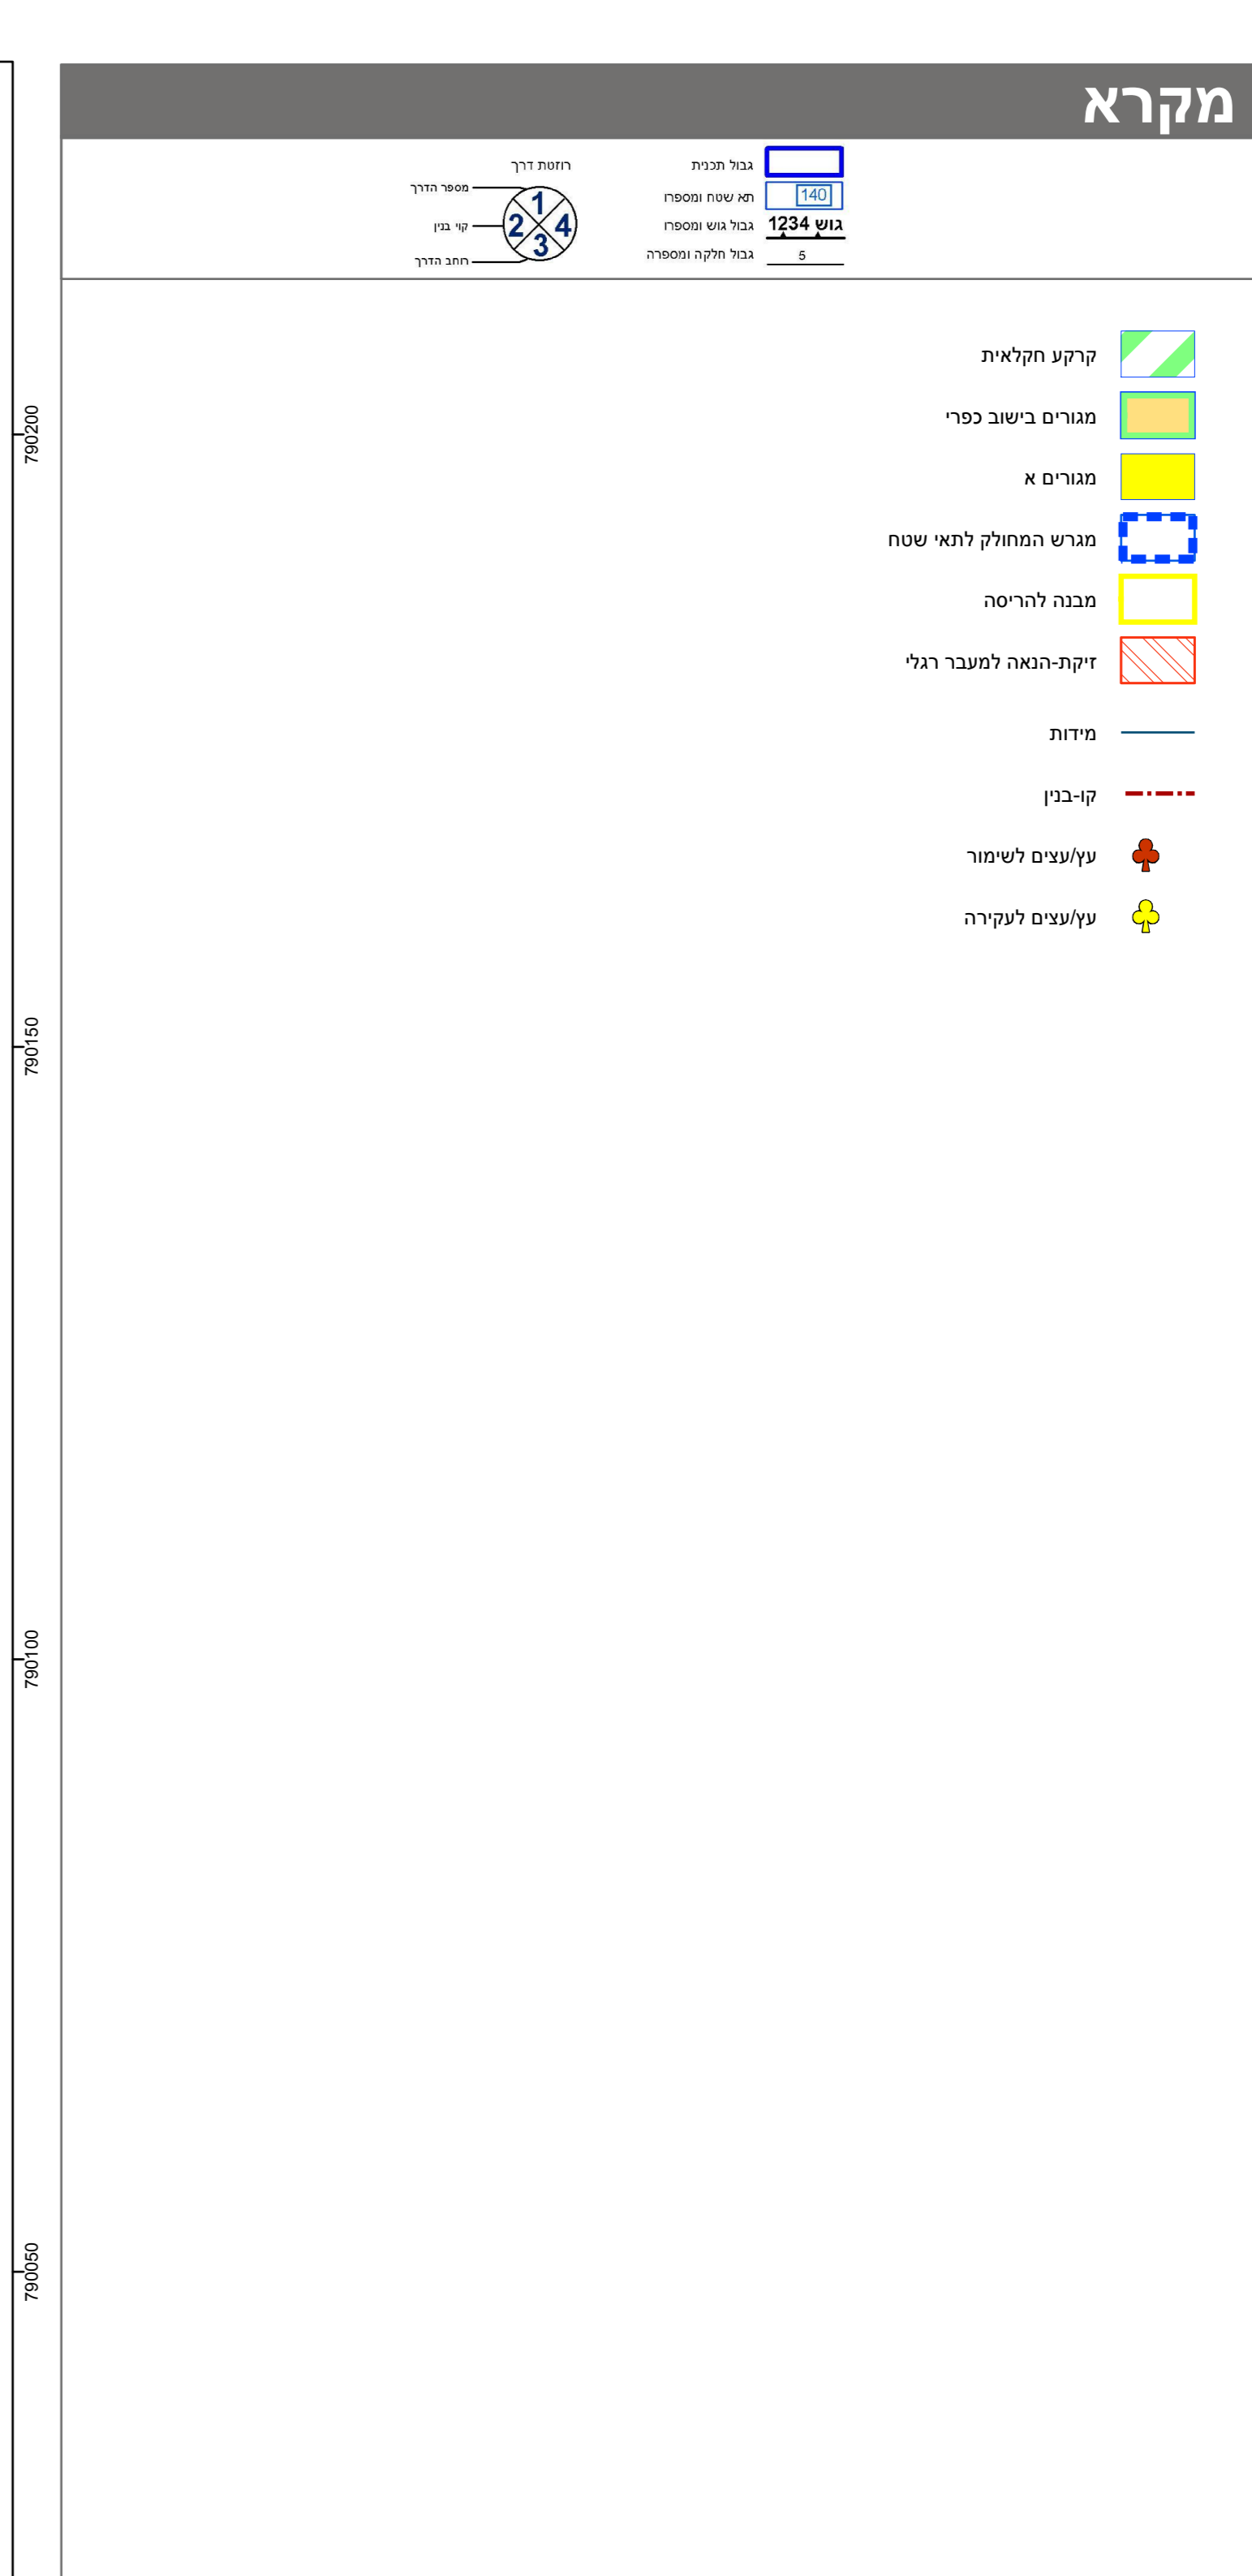 מקרא
גבול תכנית
140
תא שטח ומספרו
גוש 1234
גבול גוש ומספרו
5
גבול חלקה ומספרה
רוזטת דרך
מספר הדרך
קוי בנין
רוחב הדרך
1
2 4
3
קרקע חקלאית
מגורים בישוב כפרי
מגורים א
מגרש המחולק לתאי שטח
מבנה להריסה
זיקת-הנאה למעבר רגלי
מידות
קו-בנין
עץ/עצים לשימור
עץ/עצים לעקירה
790200
790150
790100
790050